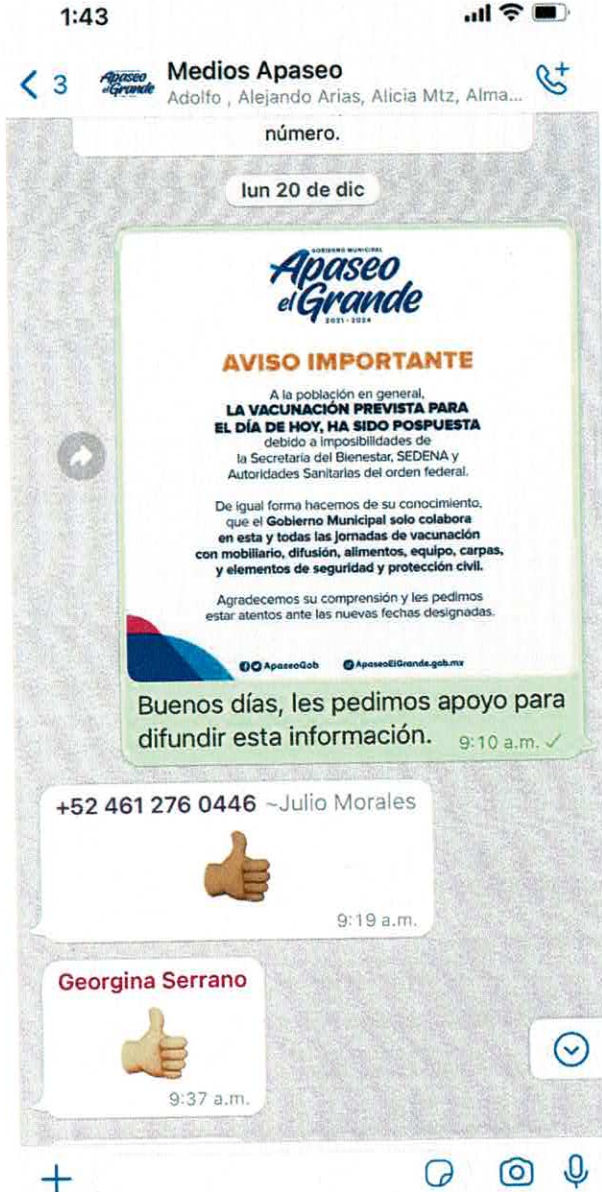 1:43
3
Apaseo
el Grande
Medios Apaseo
Adolfo , Alejando Arias, Alicia Mtz, Alma...
número.
lun 20 de dic
GOBIERNO MUNICIPAL
Apaseo
el Grande
2021 - 2024
AVISO IMPORTANTE
A la población en general,
LA VACUNACIÓN PREVISTA PARA
EL DÍA DE HOY, HA SIDO POSPUESTA
debido a imposibilidades de
la Secretaría del Bienestar, SEDENA y
Autoridades Sanitarias del orden federal.
De igual forma hacemos de su conocimiento,
que el Gobierno Municipal solo colabora
en esta y todas las jornadas de vacunación
con mobiliario, difusión, alimentos, equipo, carpas,
y elementos de seguridad y protección civil.
Agradecemos su comprensión y les pedimos
estar atentos ante las nuevas fechas designadas.
ApaseoGob ApaseoElGrande.gob.mx
Buenos días, les pedimos apoyo para
difundir esta información. 9:10 a.m.
+52 461 276 0446 ~Julio Morales
9:19 a.m.
Georgina Serrano
9:37 a.m.